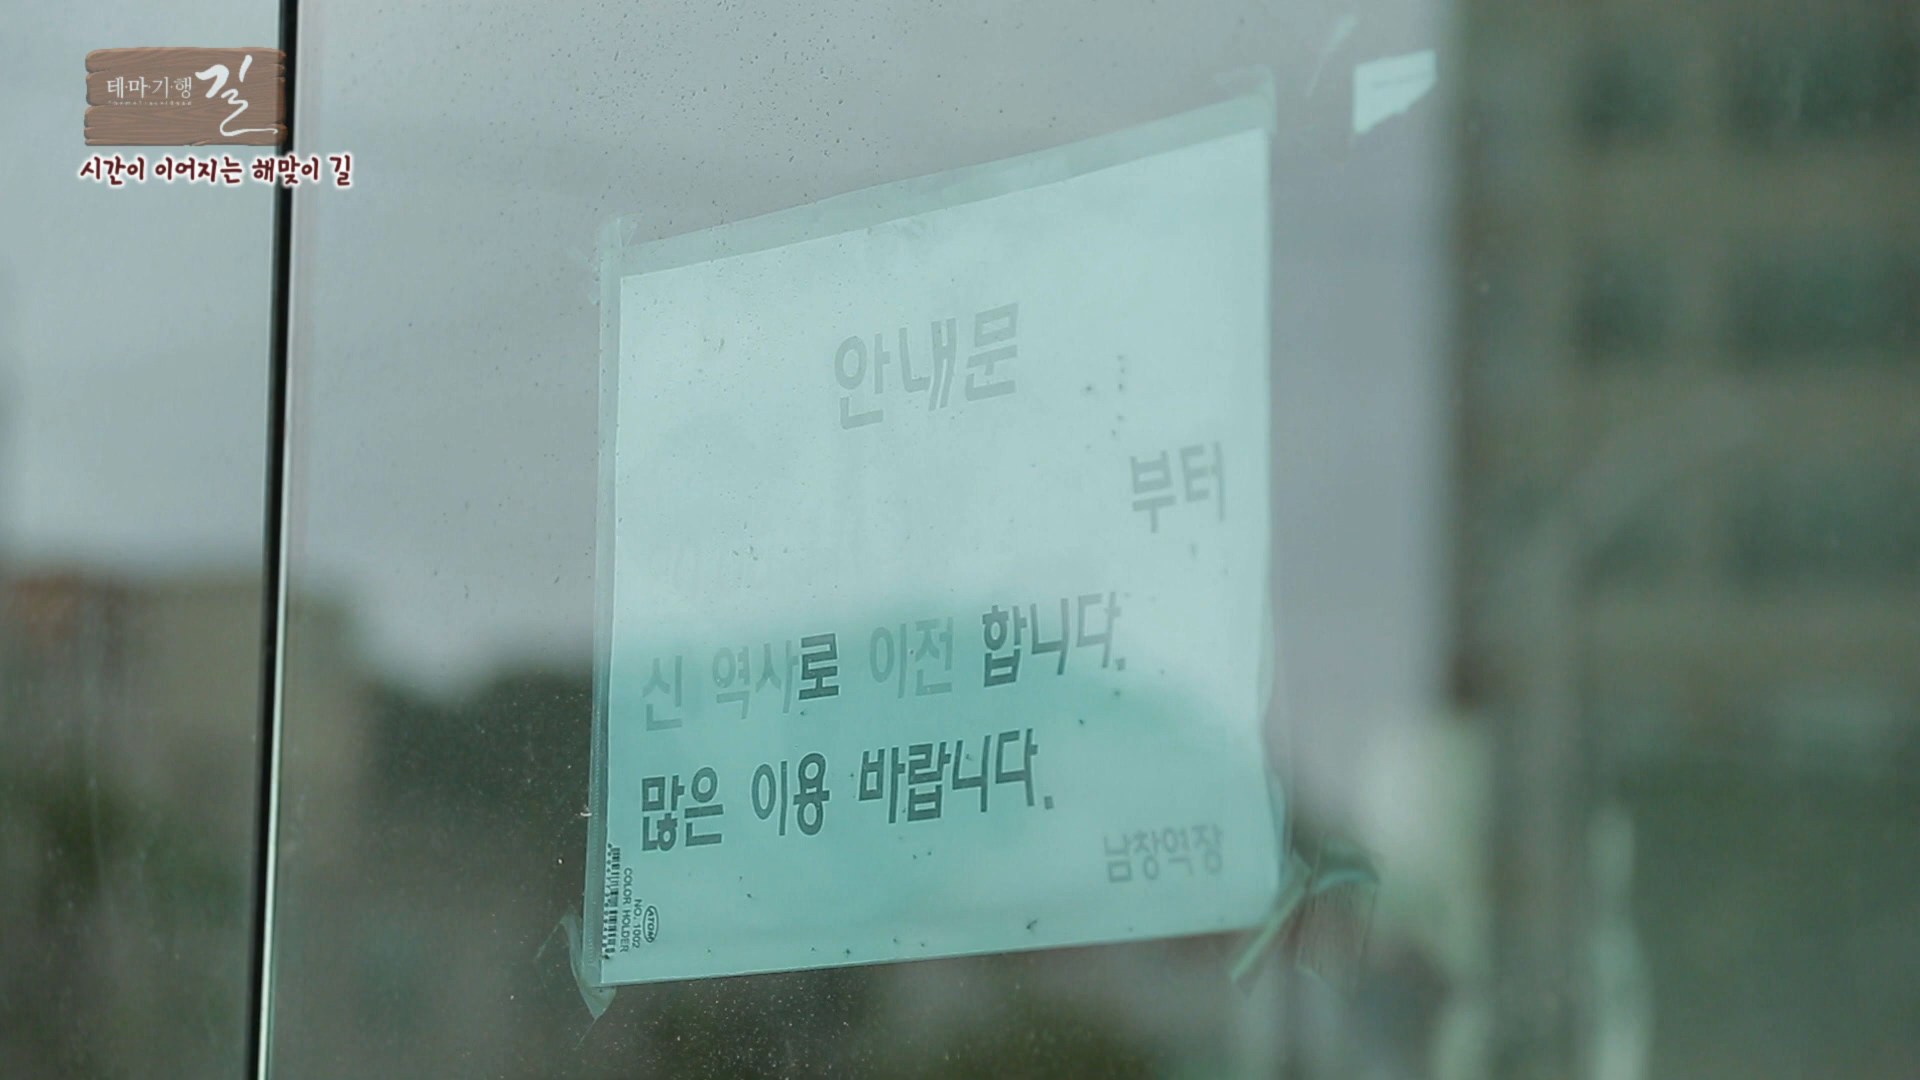 테·마·기·행 길
시간이 이어지는 해맞이 길
안내문
부터
신 역사로 이전 합니다.
많은 이용 바랍니다.
남창역장
COLOR HOLDER
NO. 1002
ATOM